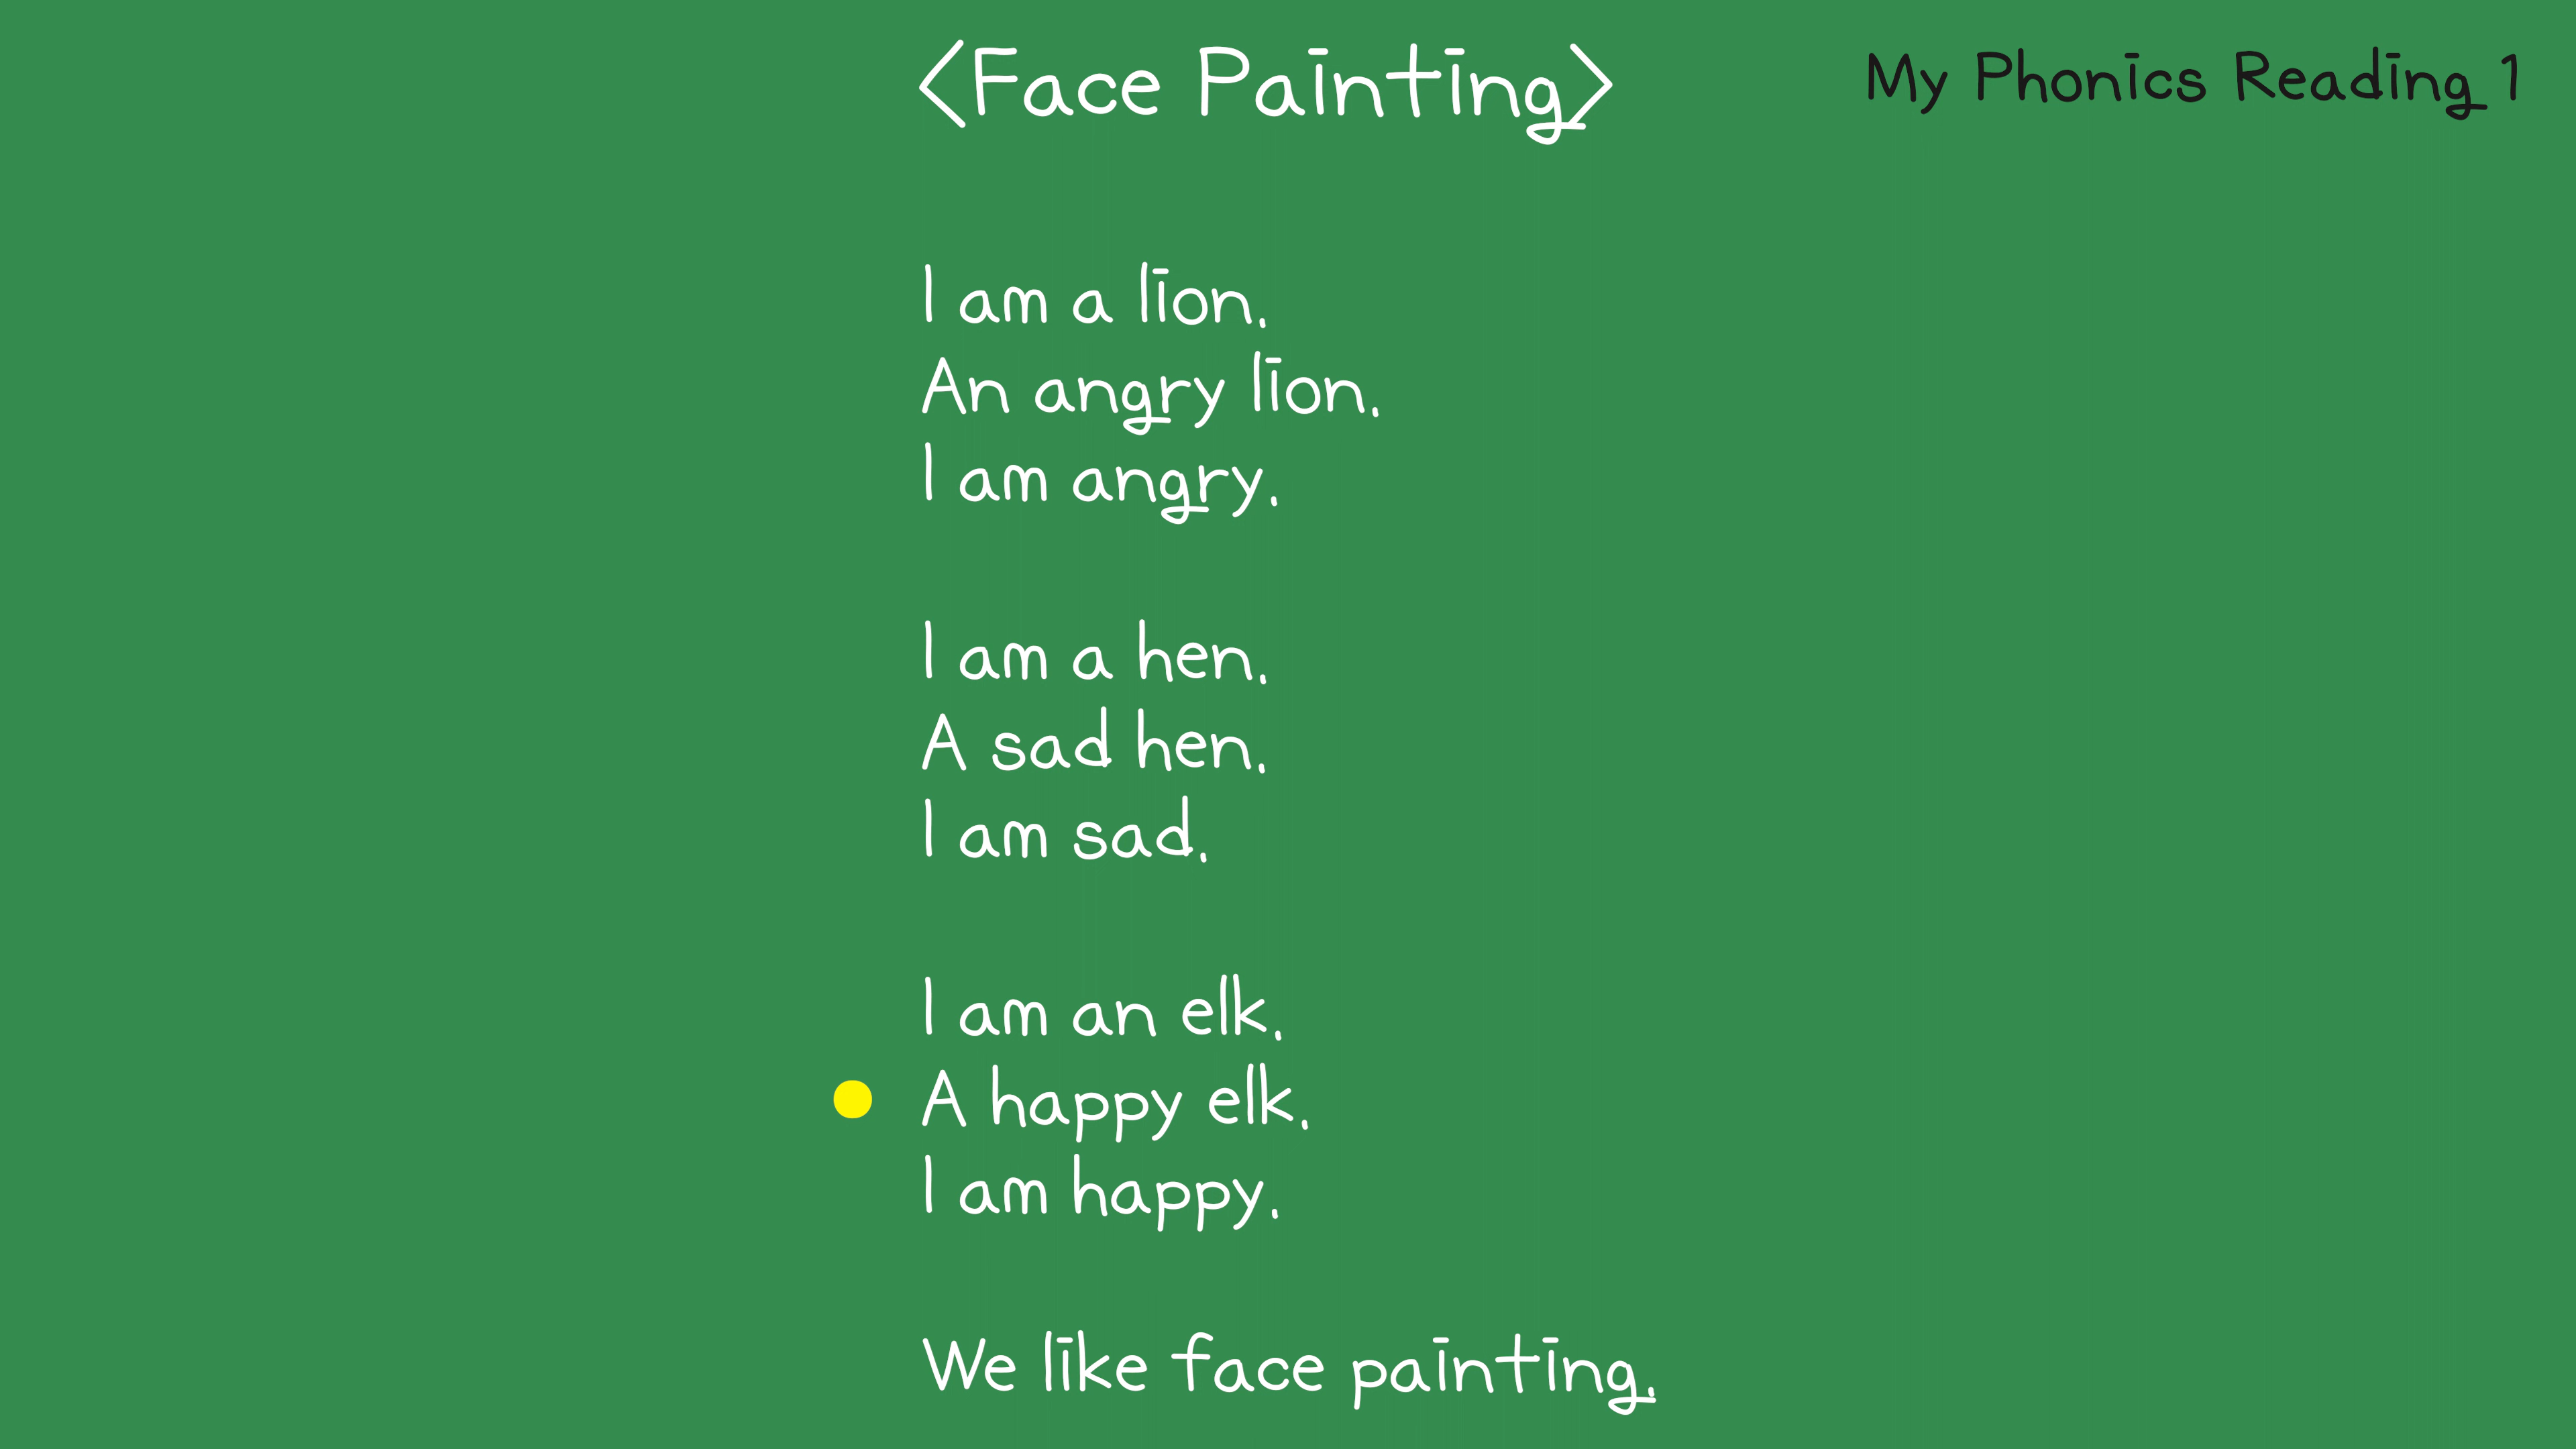 <Face Painting>
My Phonics Reading 1
I am a lion.
An angry lion.
I am angry.
I am a hen.
A sad hen.
I am sad.
I am an elk.
A happy elk.
I am happy.
We like face painting.